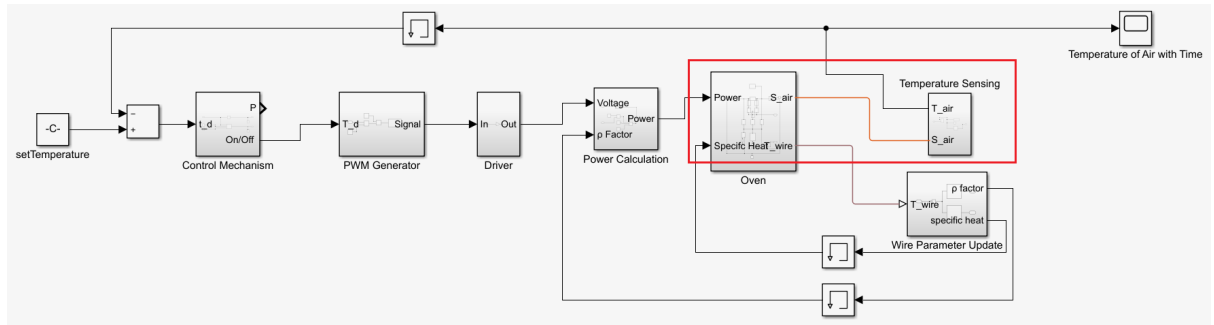 Temperature of Air with Time
-C-
setTemperature
−
+
t_d
P
On/Off
Control Mechanism
T_d
Signal
PWM Generator
In
Out
Driver
Voltage
Power
ρ Factor
Power Calculation
Power
S_air
Specifc Heat
T_wire
Oven
Temperature Sensing
T_air
S_air
T_wire
ρ factor
specific heat
Wire Parameter Update